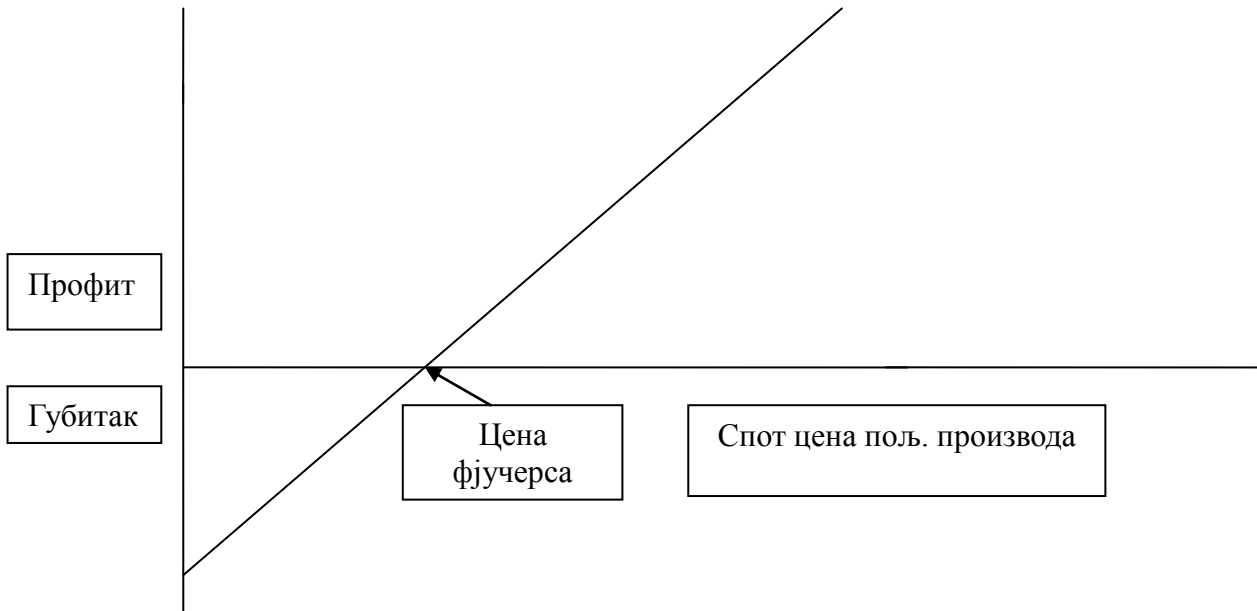 Профит
Губитак
Цена
фјучерса
Спот цена пољ. производа